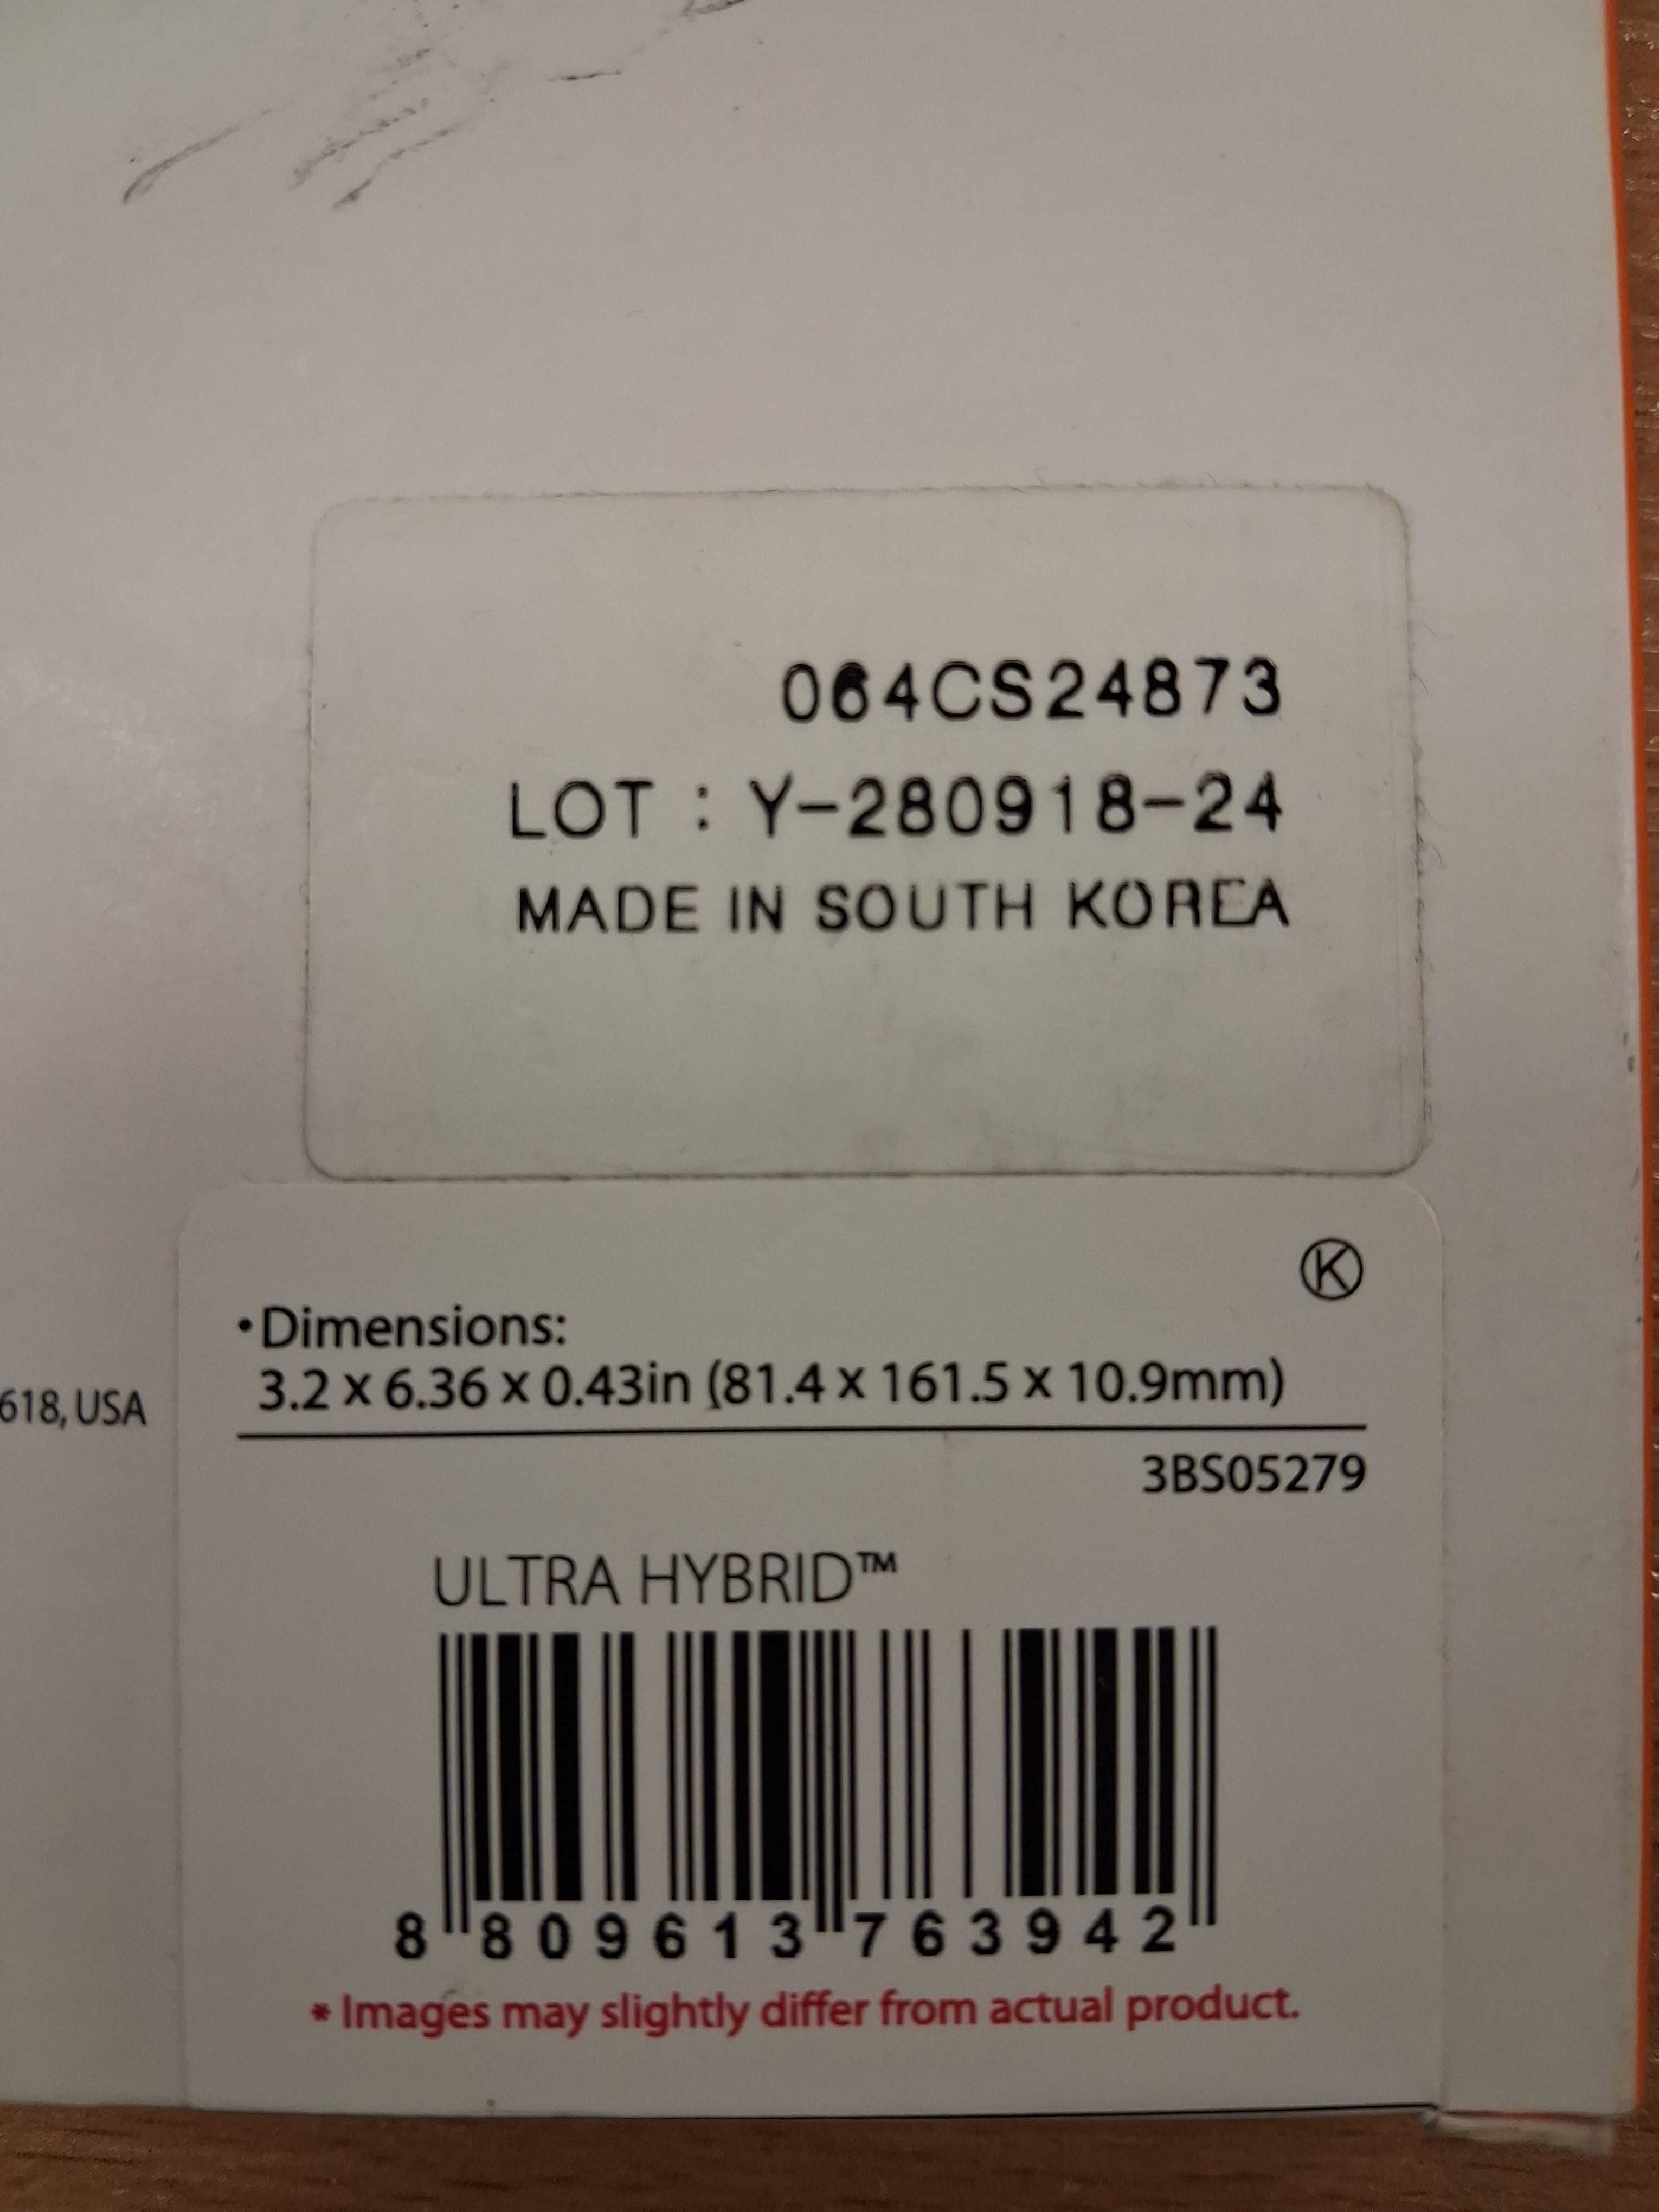 064CS24873
LOT : Y-280918-24
MADE IN SOUTH KOREA
K
•Dimensions:
3.2 x 6.36 x 0.43in (81.4 x 161.5 x 10.9mm)
618, USA
3BS05279
ULTRA HYBRID™
8 809613 763942
* Images may slightly differ from actual product.